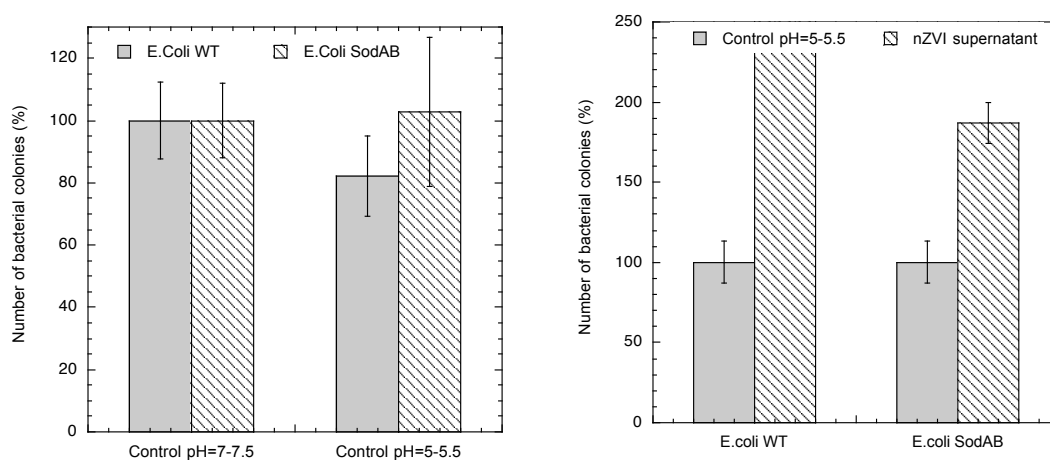 E.Coli WT E.Coli SodAB
Number of bacterial colonies (%)
120
100
80
60
40
20
0
Control pH=7-7.5 Control pH=5-5.5
Control pH=5-5.5 nZVI supernatant
Number of bacterial colonies (%)
250
200
150
100
50
0
E.coli WT E.coli SodAB